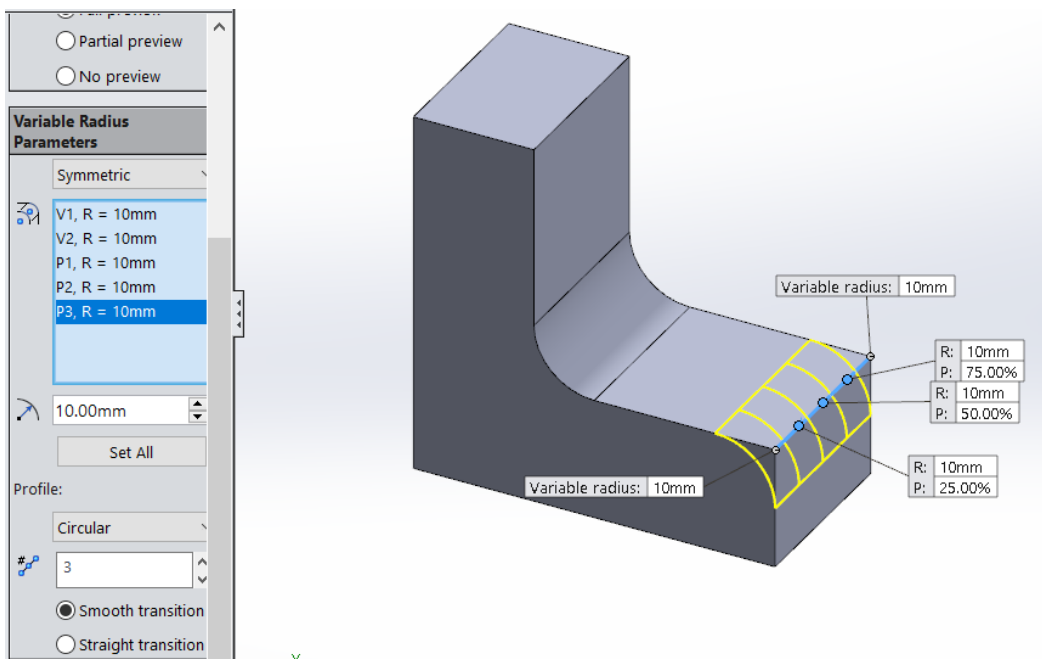 Full preview
Partial preview
No preview
Variable Radius
Parameters
Symmetric
V1, R = 10mm
V2, R = 10mm
P1, R = 10mm
P2, R = 10mm
P3, R = 10mm
10.00mm
Set All
Profile:
Circular
#
3
Smooth transition
Straight transition
Variable radius: 10mm
R: 10mm
P: 75.00%
R: 10mm
P: 50.00%
R: 10mm
P: 25.00%
Variable radius: 10mm
Y